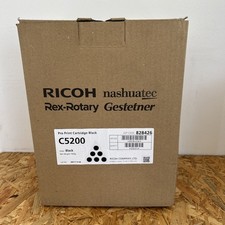 RICOH nashuatec
Rex-Rotary Gestetner
Pro Print Cartridge Black 828426
C5200
Black